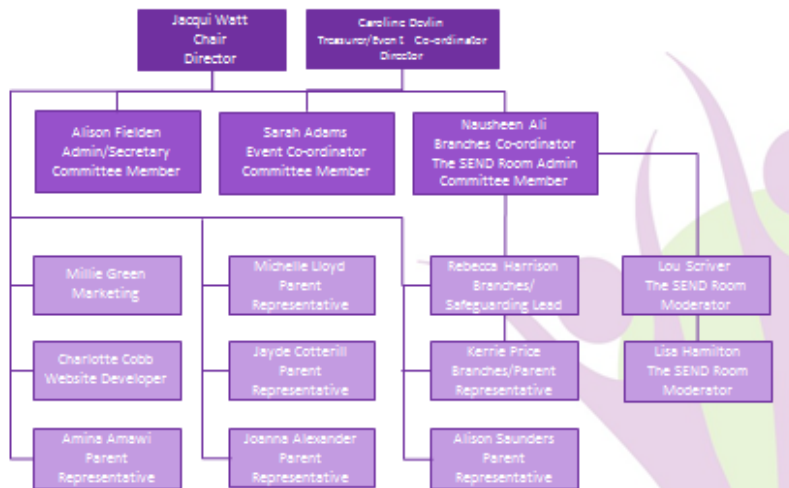 Jacqui Watt
Chair
Director
Caroline Devlin
Treasurer/Event Co-ordinator
Director
Alison Fielden
Admin/Secretary
Committee Member
Sarah Adams
Event Co-ordinator
Committee Member
Nausheen Ali
Branches Co-ordinator
The SEND Room Admin
Committee Member
Millie Green
Marketing
Michelle Lloyd
Parent
Representative
Rebecca Harrison
Branches/
Safeguarding Lead
Lou Scriver
The SEND Room
Moderator
Charlotte Cobb
Website Developer
Jayde Cotterill
Parent
Representative
Kerrie Price
Branches/Parent
Representative
Lisa Hamilton
The SEND Room
Moderator
Amina Amawi
Parent
Representative
Joanna Alexander
Parent
Representative
Alison Saunders
Parent
Representative